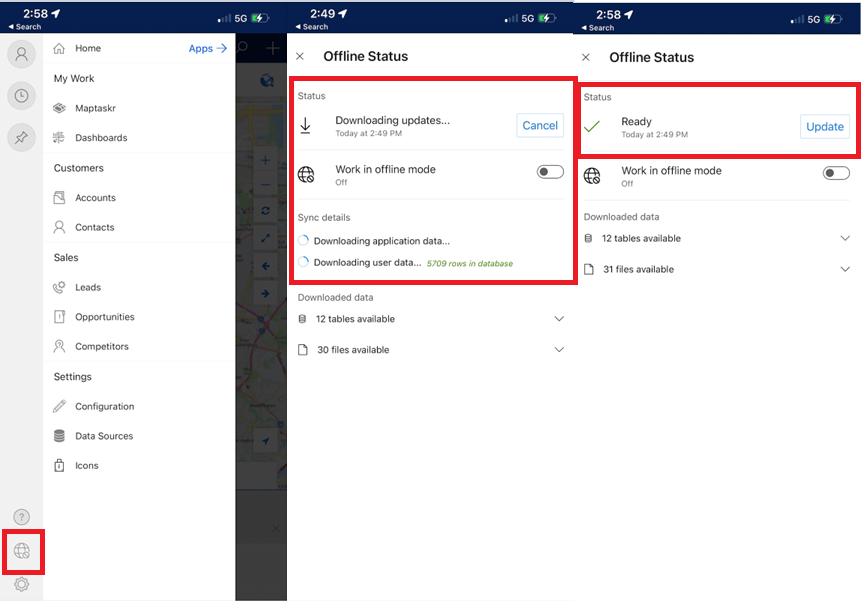 2:58
5G
Search
Home
Apps
My Work
Maptaskr
Dashboards
Customers
Accounts
Contacts
Sales
Leads
Opportunities
Competitors
Settings
Configuration
Data Sources
Icons
?
2:49
5G
Search
Offline Status
Status
Downloading updates...
Today at 2:49 PM
Cancel
Work in offline mode
Off
Sync details
Downloading application data...
Downloading user data... 5709 rows in database
Downloaded data
12 tables available
30 files available
2:58
5G
Search
Offline Status
Status
Ready
Today at 2:49 PM
Update
Work in offline mode
Off
Downloaded data
12 tables available
31 files available